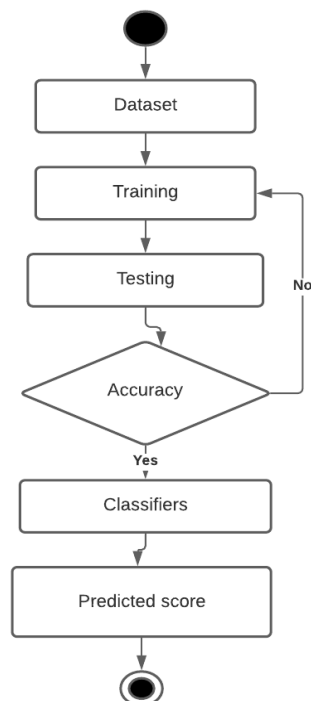 Dataset
Training
Testing
No
Accuracy
Yes
Classifiers
Predicted score